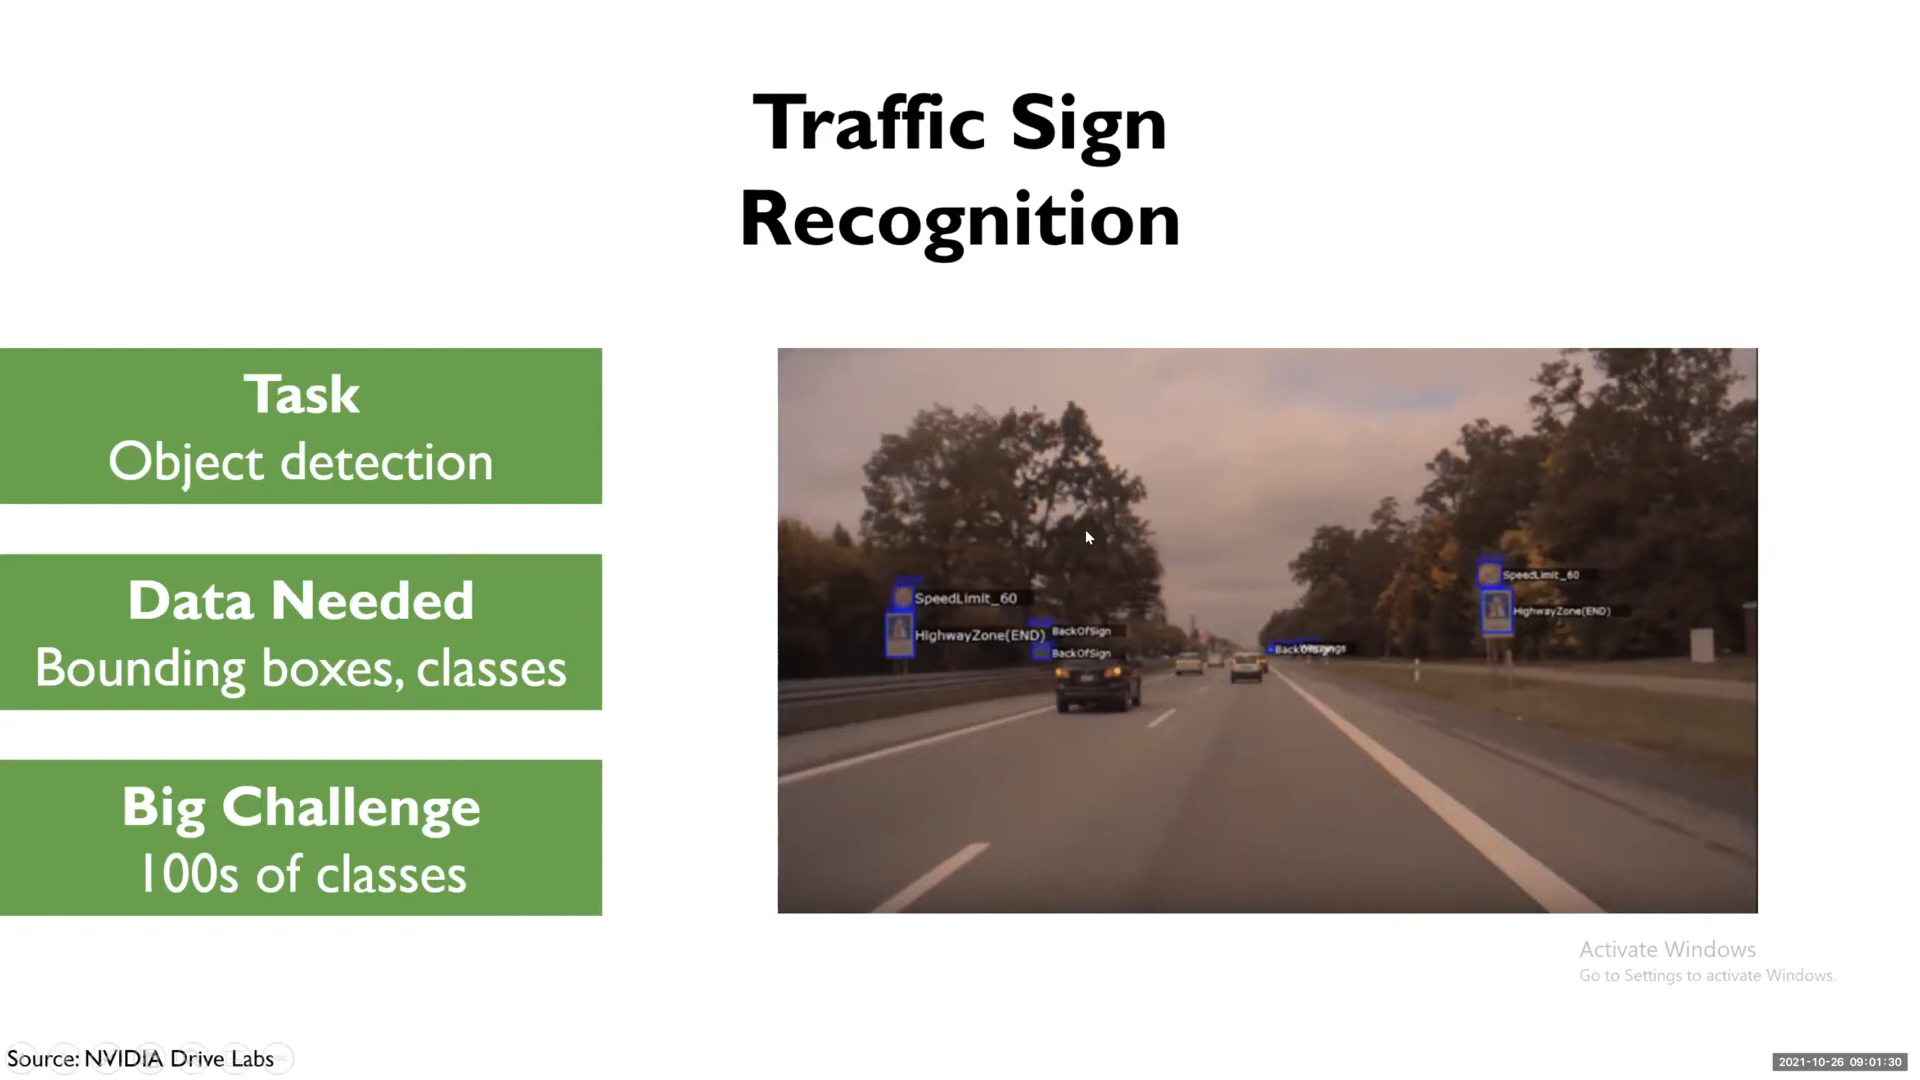 Traffic Sign
Recognition
Task
Object detection
Data Needed
Bounding boxes, classes
Big Challenge
100s of classes
SpeedLimit_60
HighwayZone(END)
BackOfSign
BackOfSign
BackOfSign
SpeedLimit_60
HighwayZone(END)
Activate Windows
Go to Settings to activate Windows.
Source: NVIDIA Drive Labs
2021-10-26 09:01:30